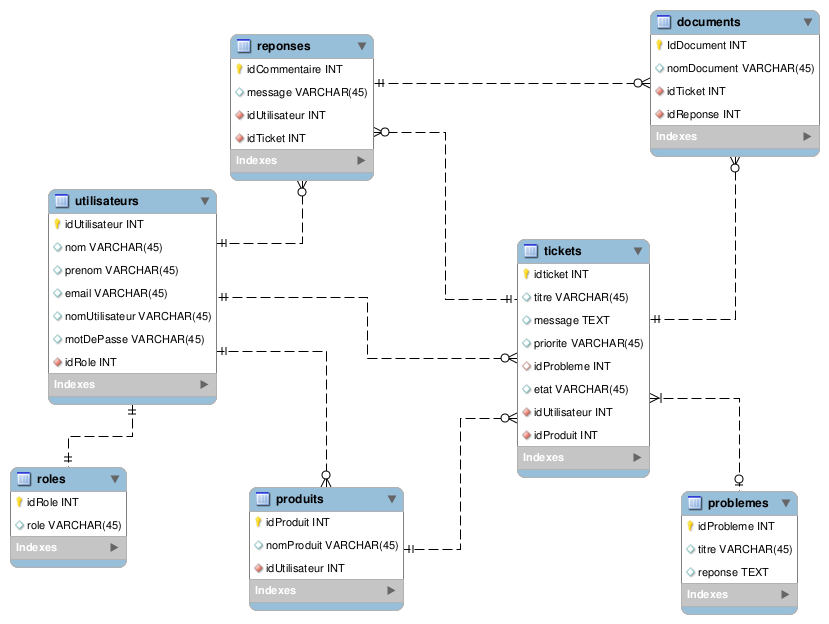 documents
IdDocument INT
nomDocument VARCHAR(45)
idTicket INT
idReponse INT
Indexes
reponses
idCommentaire INT
message VARCHAR(45)
idUtilisateur INT
idTicket INT
Indexes
utilisateurs
idUtilisateur INT
nom VARCHAR(45)
prenom VARCHAR(45)
email VARCHAR(45)
nomUtilisateur VARCHAR(45)
motDePasse VARCHAR(45)
idRole INT
Indexes
tickets
idticket INT
titre VARCHAR(45)
message TEXT
priorite VARCHAR(45)
idProbleme INT
etat VARCHAR(45)
idUtilisateur INT
idProduit INT
Indexes
roles
idRole INT
role VARCHAR(45)
Indexes
produits
idProduit INT
nomProduit VARCHAR(45)
idUtilisateur INT
Indexes
problemes
idProbleme INT
titre VARCHAR(45)
reponse TEXT
Indexes